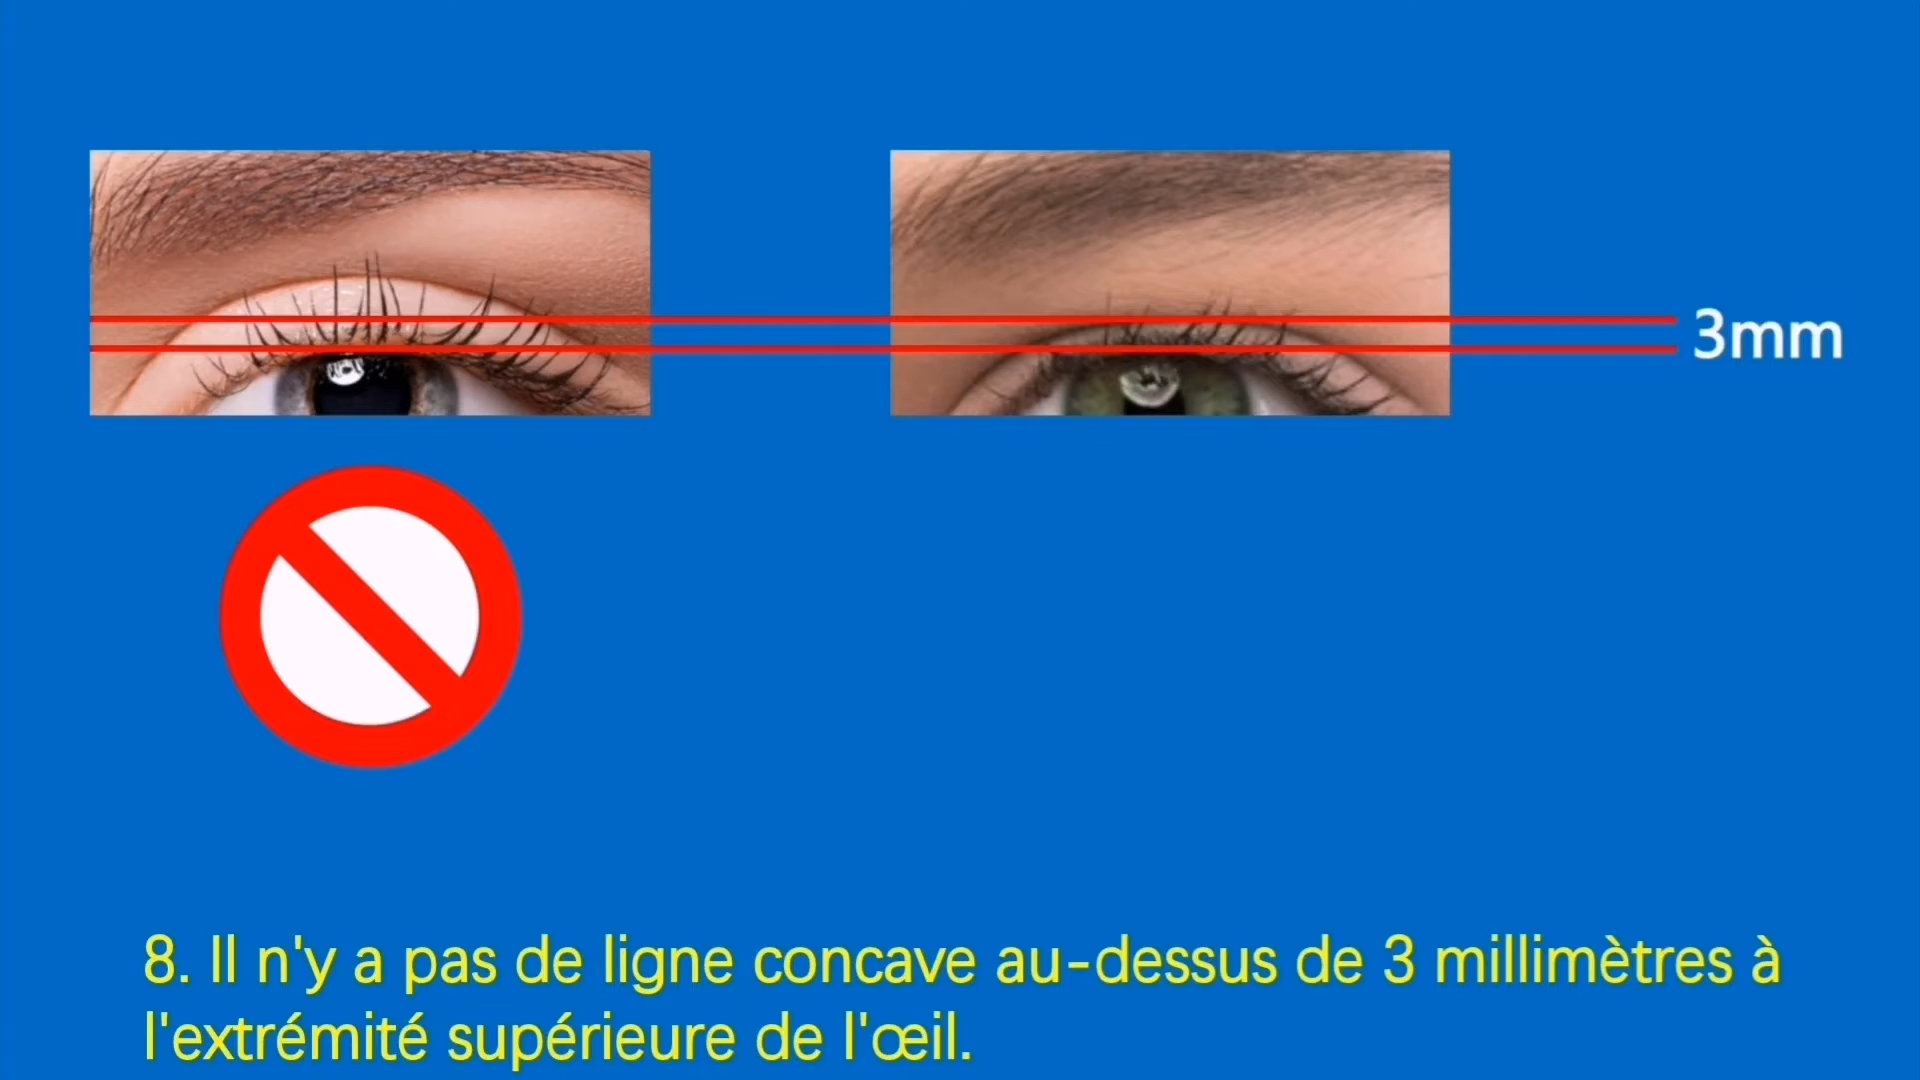 3mm
8. Il n'y a pas de ligne concave au-dessus de 3 millimètres à
l'extrémité supérieure de l'œil.